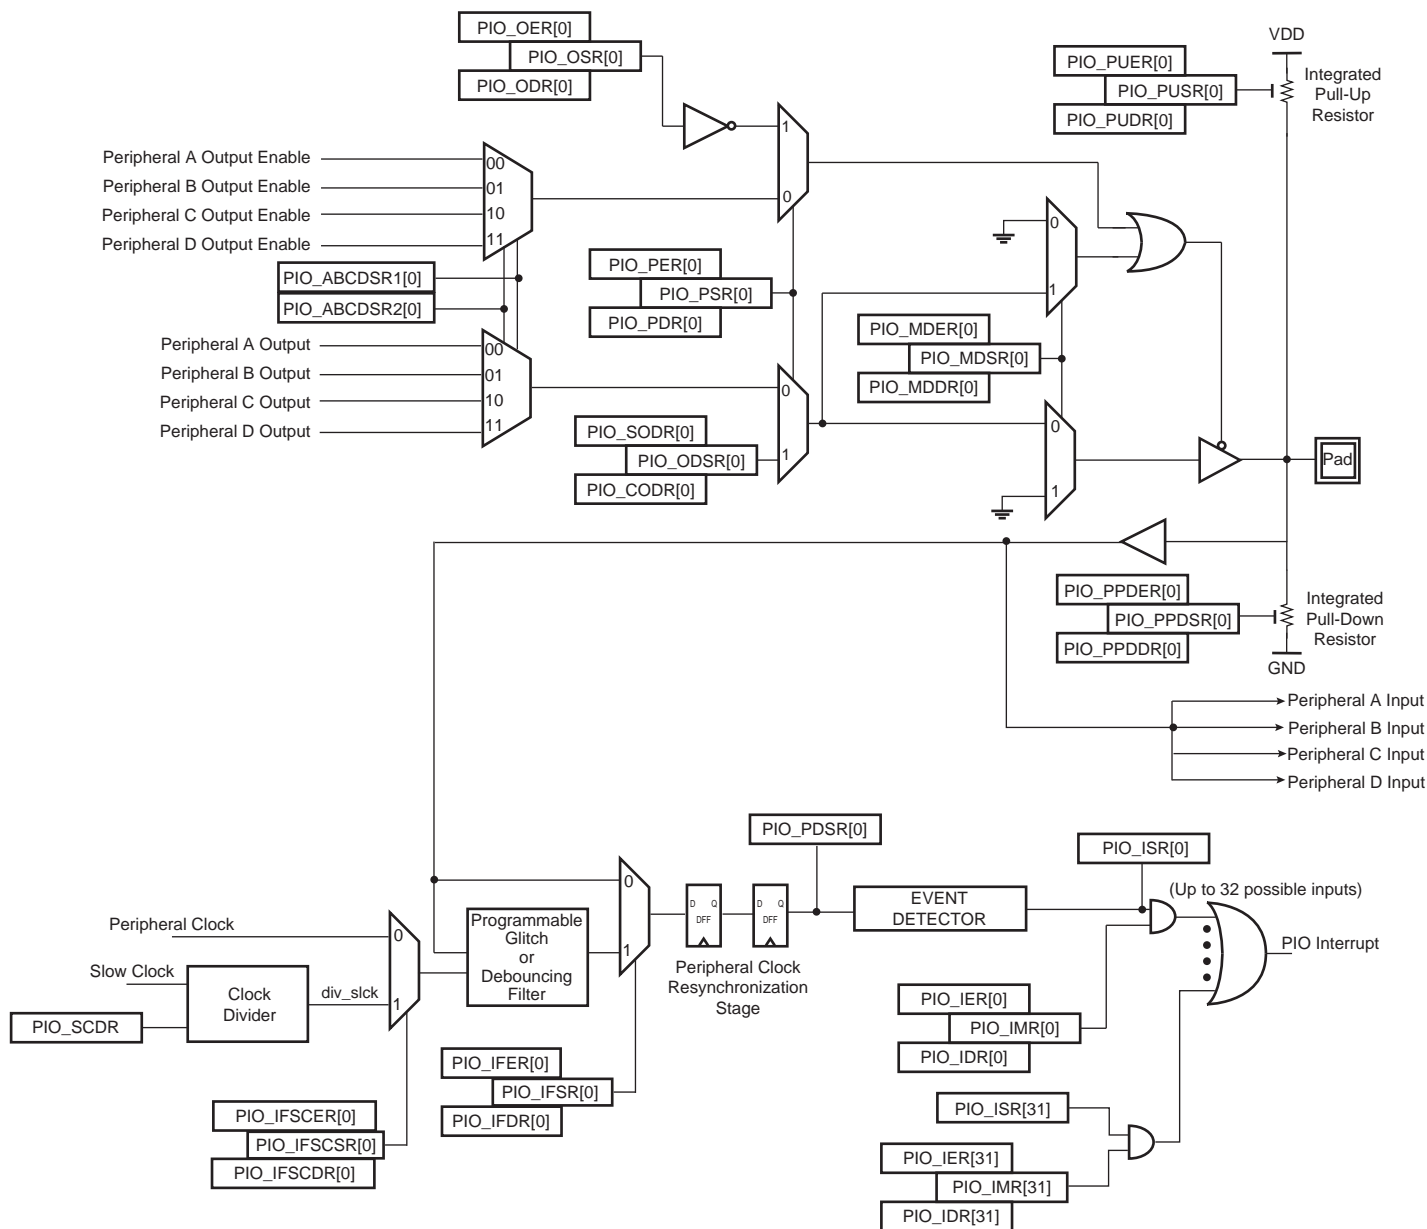 PIO_OER[0]
PIO_OSR[0]
PIO_ODR[0]
VDD
PIO_PUER[0]
PIO_PUSR[0]
PIO_PUDR[0]
Integrated
Pull-Up
Resistor
1
0
Peripheral A Output Enable
Peripheral B Output Enable
Peripheral C Output Enable
Peripheral D Output Enable
00
01
10
11
PIO_ABCDSR1[0]
PIO_ABCDSR2[0]
PIO_PER[0]
PIO_PSR[0]
PIO_PDR[0]
0
1
PIO_MDER[0]
PIO_MDSR[0]
PIO_MDDR[0]
Peripheral A Output
Peripheral B Output
Peripheral C Output
Peripheral D Output
00
01
10
11
0
1
PIO_SODR[0]
PIO_ODSR[0]
PIO_CODR[0]
0
1
Pad
PIO_PPDER[0]
PIO_PPDSR[0]
PIO_PPDDR[0]
Integrated
Pull-Down
Resistor
GND
Peripheral A Input
Peripheral B Input
Peripheral C Input
Peripheral D Input
PIO_PDSR[0]
PIO_ISR[0]
(Up to 32 possible inputs)
0
1
D
Q
DFF
D
Q
DFF
EVENT
DETECTOR
Peripheral Clock
Slow Clock
Clock
Divider
div_slck
PIO_SCDR
0
1
Programmable
Glitch
or
Debouncing
Filter
Peripheral Clock
Resynchronization
Stage
PIO Interrupt
PIO_IER[0]
PIO_IMR[0]
PIO_IDR[0]
PIO_IFER[0]
PIO_IFSR[0]
PIO_IFDR[0]
PIO_IFSCER[0]
PIO_IFSCSR[0]
PIO_IFSCDR[0]
PIO_ISR[31]
PIO_IER[31]
PIO_IMR[31]
PIO_IDR[31]